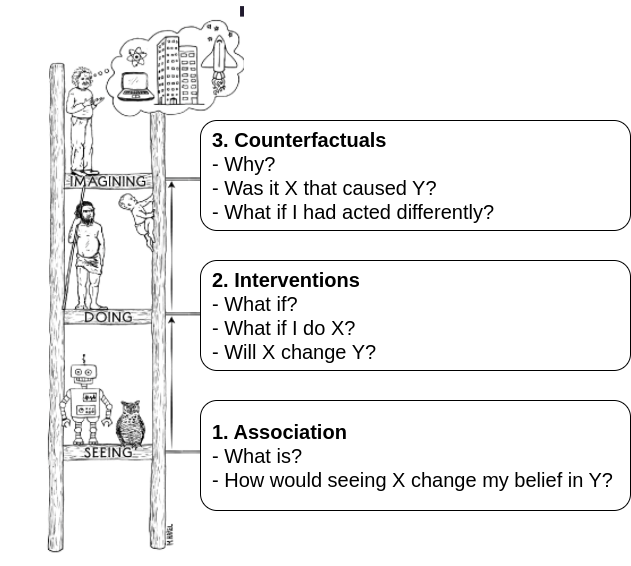 3. Counterfactuals
- Why?
- Was it X that caused Y?
- What if I had acted differently?
IMAGINING
2. Interventions
- What if?
- What if I do X?
- Will X change Y?
DOING
1. Association
- What is?
- How would seeing X change my belief in Y?
SEEING